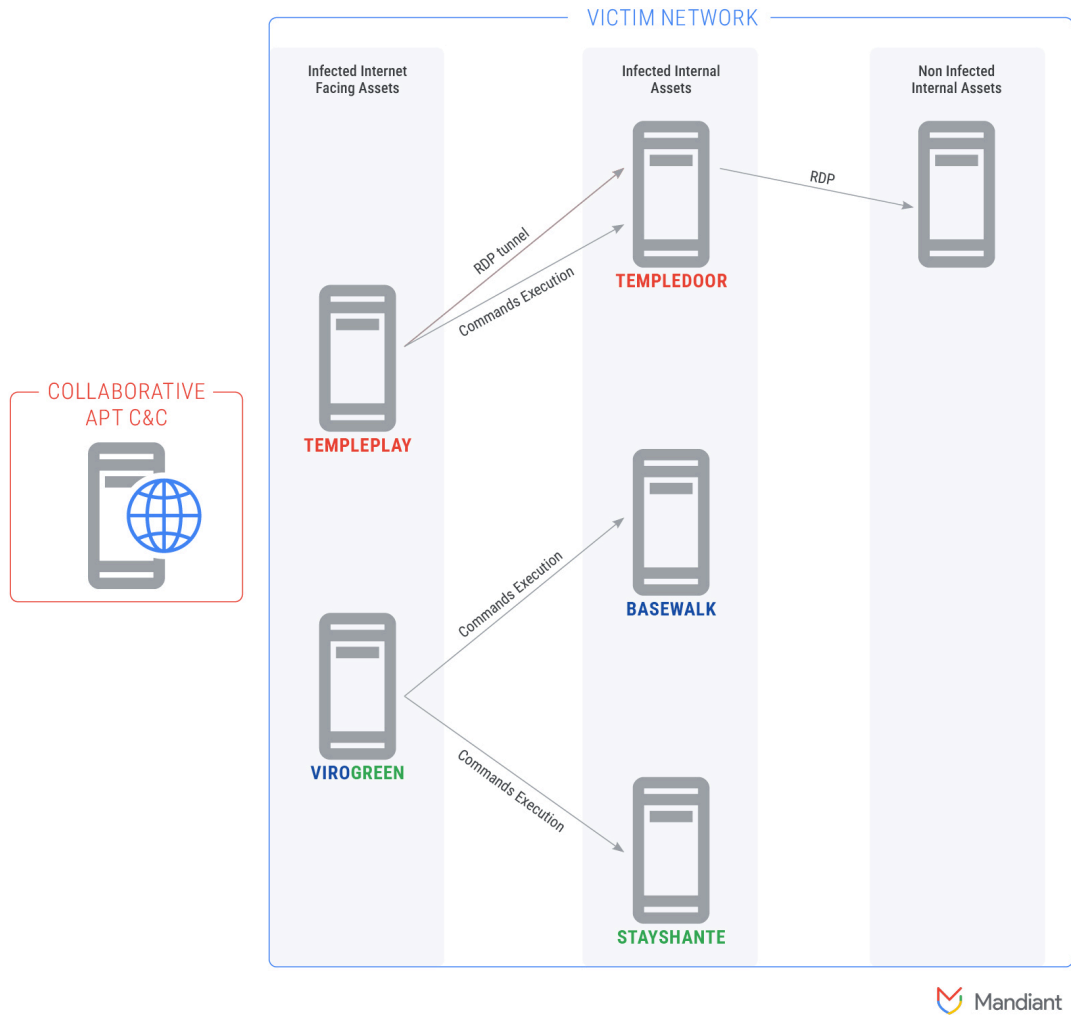 VICTIM NETWORK
Infected Internet
Facing Assets
Infected Internal
Assets
Non Infected
Internal Assets
RDP
RDP tunnel
Commands Execution
TEMPLEDOOR
COLLABORATIVE
APT C&C
TEMPLEPLAY
Commands Execution
BASEWALK
VIROGREEN
Commands Execution
STAYSHANTE
Mandiant